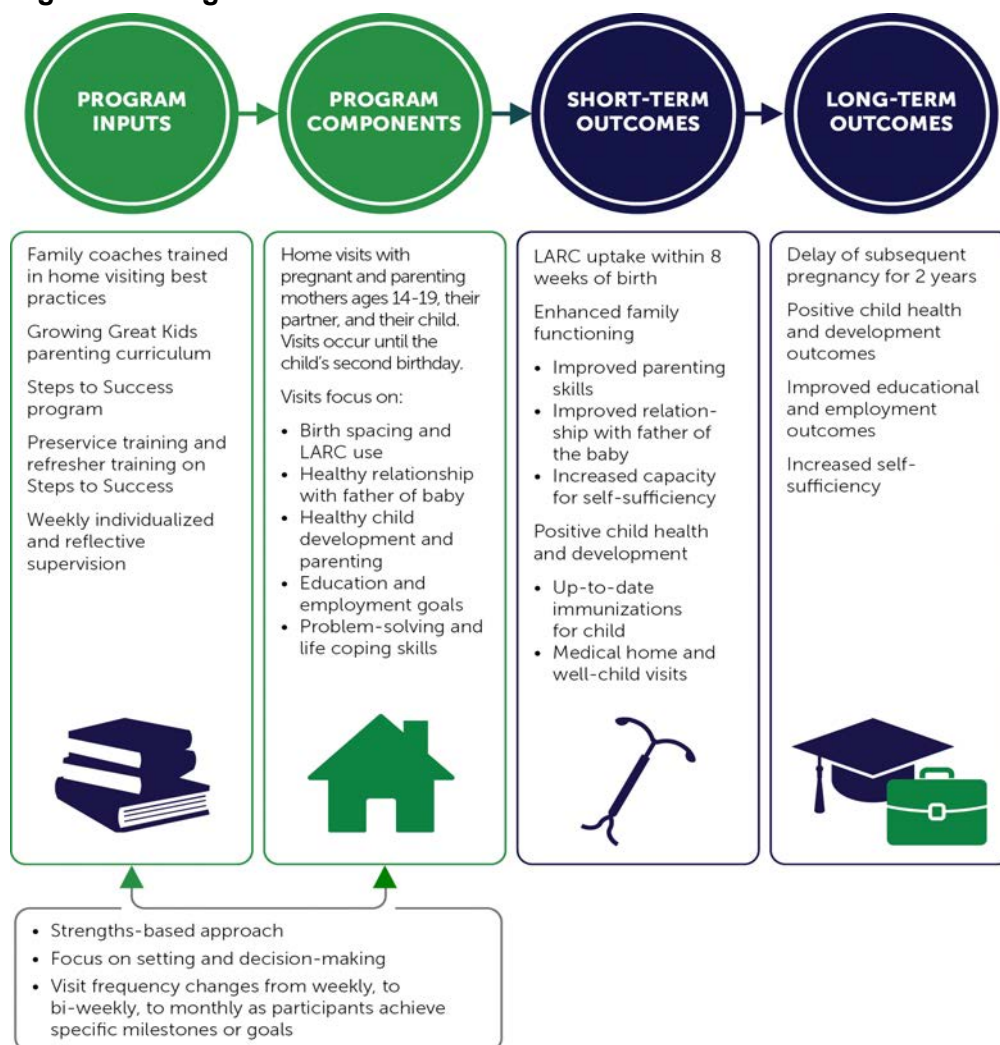 PROGRAM
INPUTS
PROGRAM
COMPONENTS
SHORT-TERM
OUTCOMES
LONG-TERM
OUTCOMES
Family coaches trained
in home visiting best
practices
Growing Great Kids
parenting curriculum
Steps to Success
program
Preservice training and
refresher training on
Steps to Success
Weekly individualized
and reflective
supervision
Home visits with
pregnant and parenting
mothers ages 14-19, their
partner, and their child.
Visits occur until the
child's second birthday.
Visits focus on:
• Birth spacing and
LARC use
• Healthy relationship
with father of baby
• Healthy child
development and
parenting
• Education and
employment goals
• Problem-solving and
life coping skills
LARC uptake within 8
weeks of birth
Enhanced family
functioning
• Improved parenting
skills
• Improved relation-
ship with father of
the baby
• Increased capacity
for self-sufficiency
Positive child health
and development
• Up-to-date
immunizations
for child
• Medical home and
well-child visits
Delay of subsequent
pregnancy for 2 years
Positive child health
and development
outcomes
Improved educational
and employment
outcomes
Increased self-
sufficiency
• Strengths-based approach
• Focus on setting and decision-making
• Visit frequency changes from weekly, to
bi-weekly, to monthly as participants achieve
specific milestones or goals